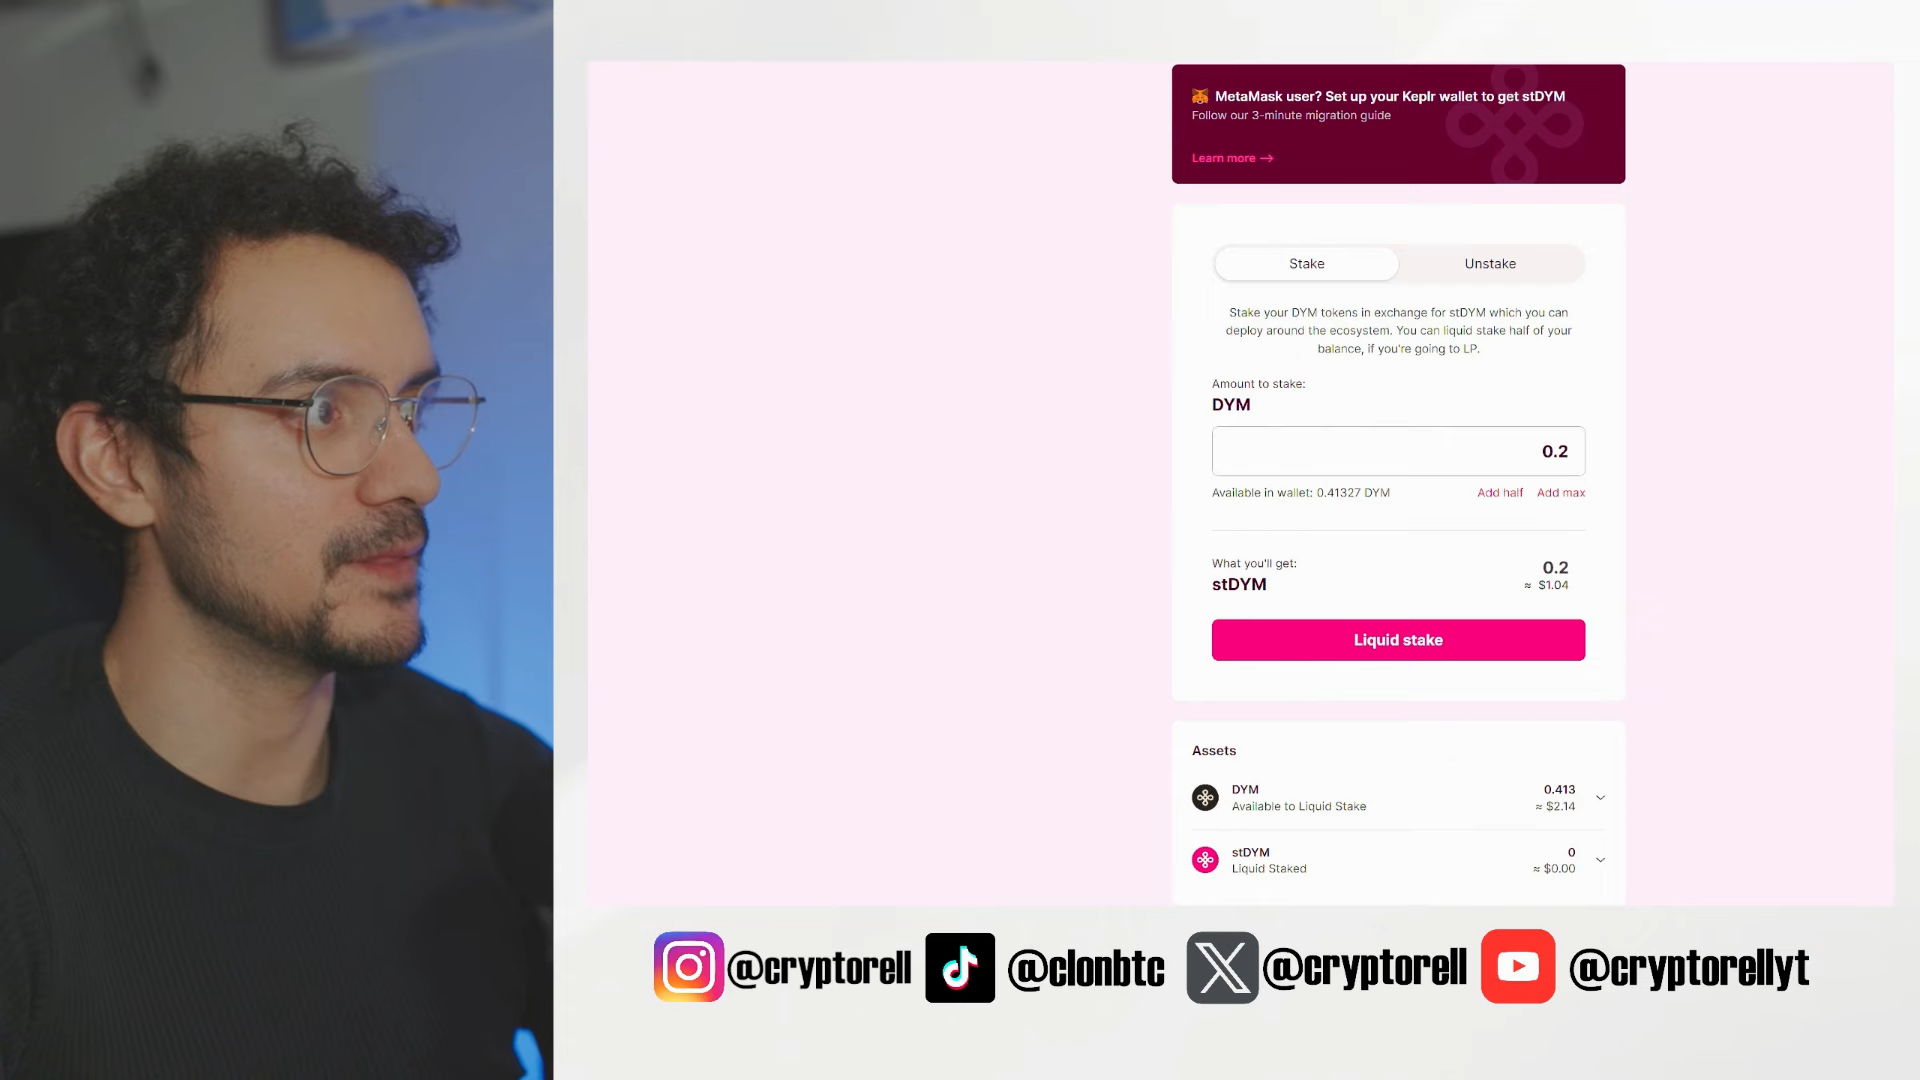 MetaMask user? Set up your Keplr wallet to get stDYM
Follow our 3-minute migration guide
Learn more →
Stake
Unstake
Stake your DYM tokens in exchange for stDYM which you can
deploy around the ecosystem. You can liquid stake half of your
balance, if you're going to LP.
Amount to stake:
DYM
0.2
Available in wallet: 0.41327 DYM
Add half
Add max
What you'll get:
stDYM
0.2
≈ $1.04
Liquid stake
Assets
DYM
0.413
Available to Liquid Stake
≈ $2.14
stDYM
0
Liquid Staked
≈ $0.00
@cryptorell
@clonbtc
@cryptorell
@cryptorellyt